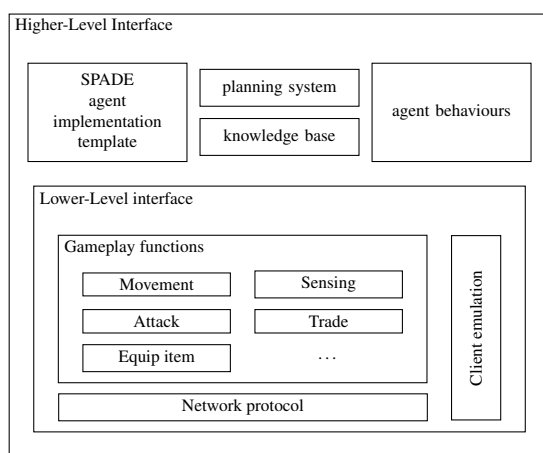 Higher-Level Interface
SPADE
agent
implementation
template
planning system
knowledge base
agent behaviours
Lower-Level interface
Gameplay functions
Movement
Sensing
Attack
Trade
Equip item
...
Client emulation
Network protocol